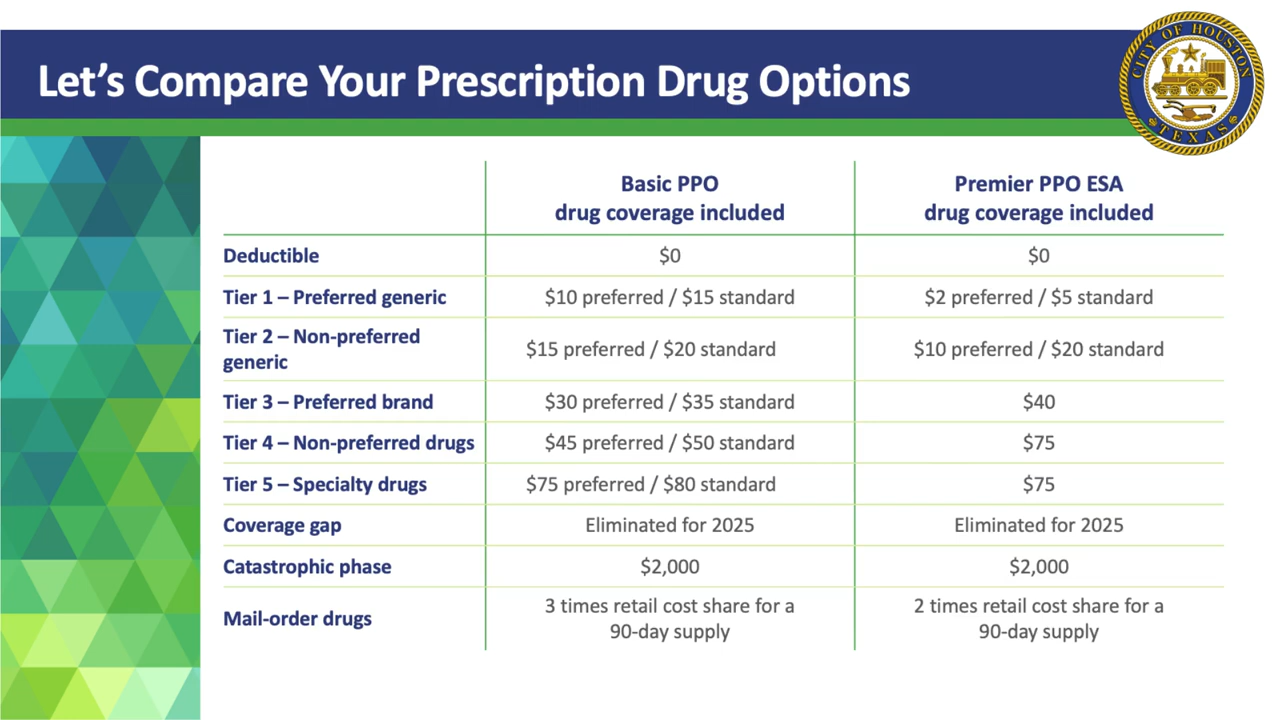 Let's Compare Your Prescription Drug Options
CITY OF HOUSTON
TEXAS
Basic PPO
drug coverage included
Premier PPO ESA
drug coverage included
Deductible $0 $0
Tier 1 – Preferred generic $10 preferred / $15 standard $2 preferred / $5 standard
Tier 2 – Non-preferred
generic $15 preferred / $20 standard $10 preferred / $20 standard
Tier 3 – Preferred brand $30 preferred / $35 standard $40
Tier 4 – Non-preferred drugs $45 preferred / $50 standard $75
Tier 5 – Specialty drugs $75 preferred / $80 standard $75
Coverage gap Eliminated for 2025 Eliminated for 2025
Catastrophic phase $2,000 $2,000
Mail-order drugs
3 times retail cost share for a
90-day supply
2 times retail cost share for a
90-day supply